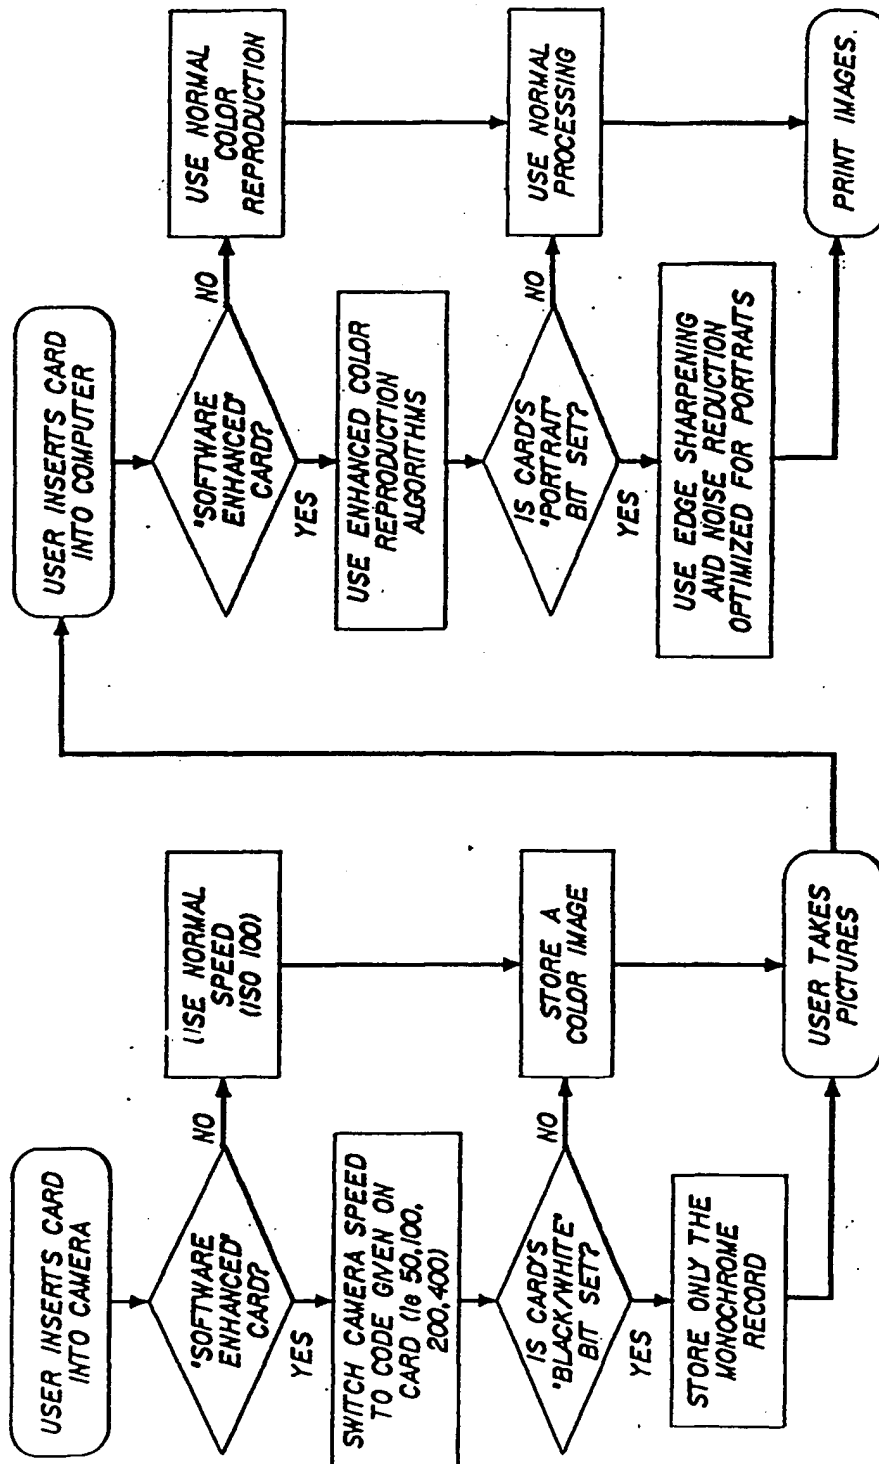 USER INSERTS CARD
INTO CAMERA
"SOFTWARE
ENHANCED"
CARD?
NO
USE NORMAL
SPEED
(ISO 100)
YES
SWITCH CAMERA SPEED
TO CODE GIVEN ON
CARD (Ie 50,100,
200,400)
IS CARD'S
"BLACK/WHITE"
BIT SET?
NO
STORE A
COLOR IMAGE
YES
STORE ONLY THE
MONOCHROME
RECORD
USER TAKES
PICTURES
USER INSERTS CARD
INTO COMPUTER
"SOFTWARE
ENHANCED"
CARD?
NO
USE NORMAL
COLOR
REPRODUCTION
YES
USE ENHANCED COLOR
REPRODUCTION
ALGORITHMS
IS CARD'S
"PORTRAIT"
BIT SET?
NO
USE NORMAL
PROCESSING
YES
USE EDGE SHARPENING
AND NOISE REDUCTION
OPTIMIZED FOR PORTRAITS
PRINT IMAGES.